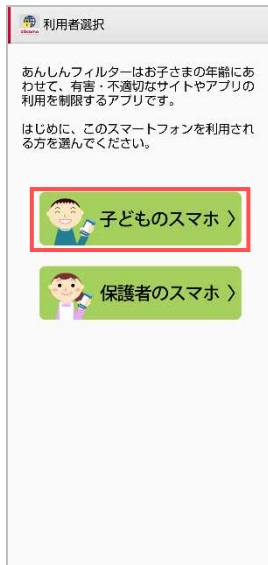 docomo
利用者選択
あんしんフィルターはお子さまの年齢にあ
わせて、有害・不適切なサイトやアプリの
利用を制限するアプリです。
はじめに、このスマートフォンを利用され
る方を選んでください。
子どものスマホ 〉
保護者のスマホ 〉